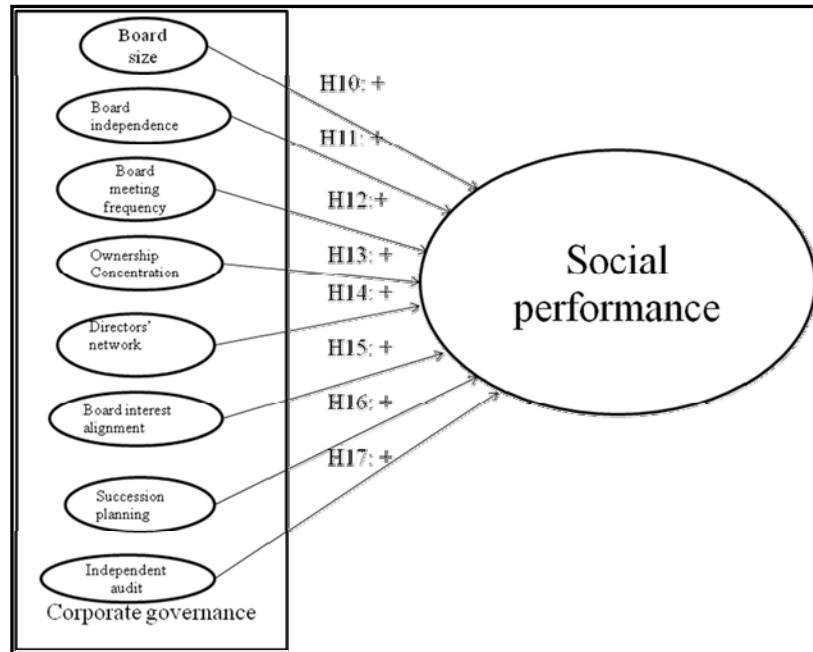 Board
size
Board
independence
Board
meeting
frequency
Ownership
Concentration
Directors'
network
Board interest
alignment
Succession
planning
Independent
audit
Corporate governance
H10: +
H11: +
H12: +
H13: +
H14: +
H15: +
H16: +
H17: +
Social
performance